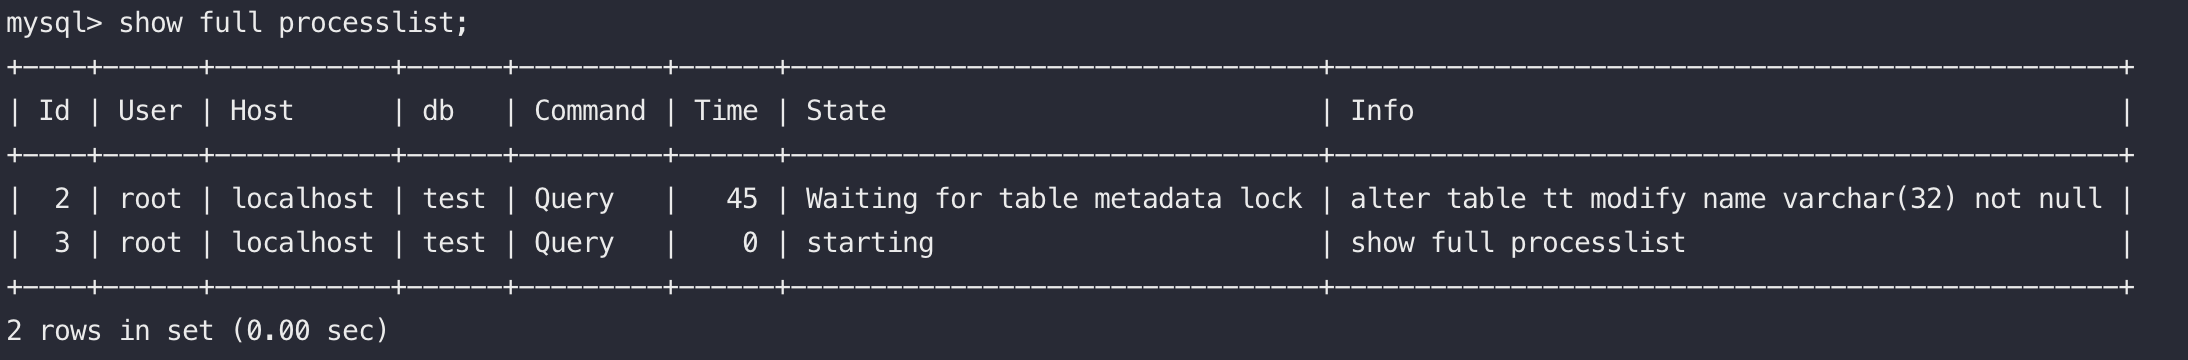 mysql> show full processlist;
+----+------+-----------+------+---------+------+---------------------------------+-------------------------------------------------+
| Id | User | Host      | db   | Command | Time | State                           | Info                                            |
+----+------+-----------+------+---------+------+---------------------------------+-------------------------------------------------+
|  2 | root | localhost | test | Query   |   45 | Waiting for table metadata lock | alter table tt modify name varchar(32) not null |
|  3 | root | localhost | test | Query   |    0 | starting                        | show full processlist                           |
+----+------+-----------+------+---------+------+---------------------------------+-------------------------------------------------+
2 rows in set (0.00 sec)